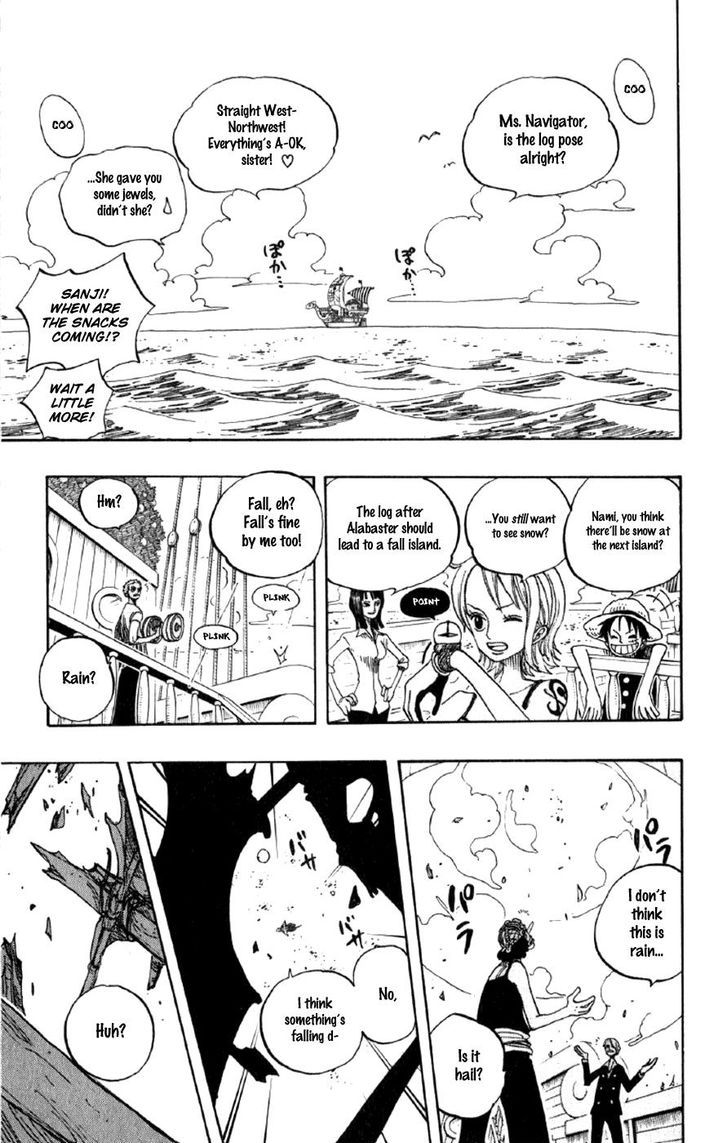 COO
Ms. Navigator,
is the log pose
alright?
Straight West-
Northwest!
Everything's A-OK,
sister! ♡
COO
...She gave you
some jewels,
didn't she?
ぽか…
ぽか…
SANJI!
WHEN ARE
THE SNACKS
COMING!?
WAIT A
LITTLE
MORE!
Nami, you think
there'll be snow at
the next island?
...You still want
to see snow?
The log after
Alabaster should
lead to a fall island.
POINT
Fall, eh?
Fall's fine
by me too!
Hm?
PLINK
PLINK
Rain?
パラ
I don't
think
this is
rain...
パラ
Is it
hail?
バサ
バサ
No,
I think
something's
falling d-
Huh?